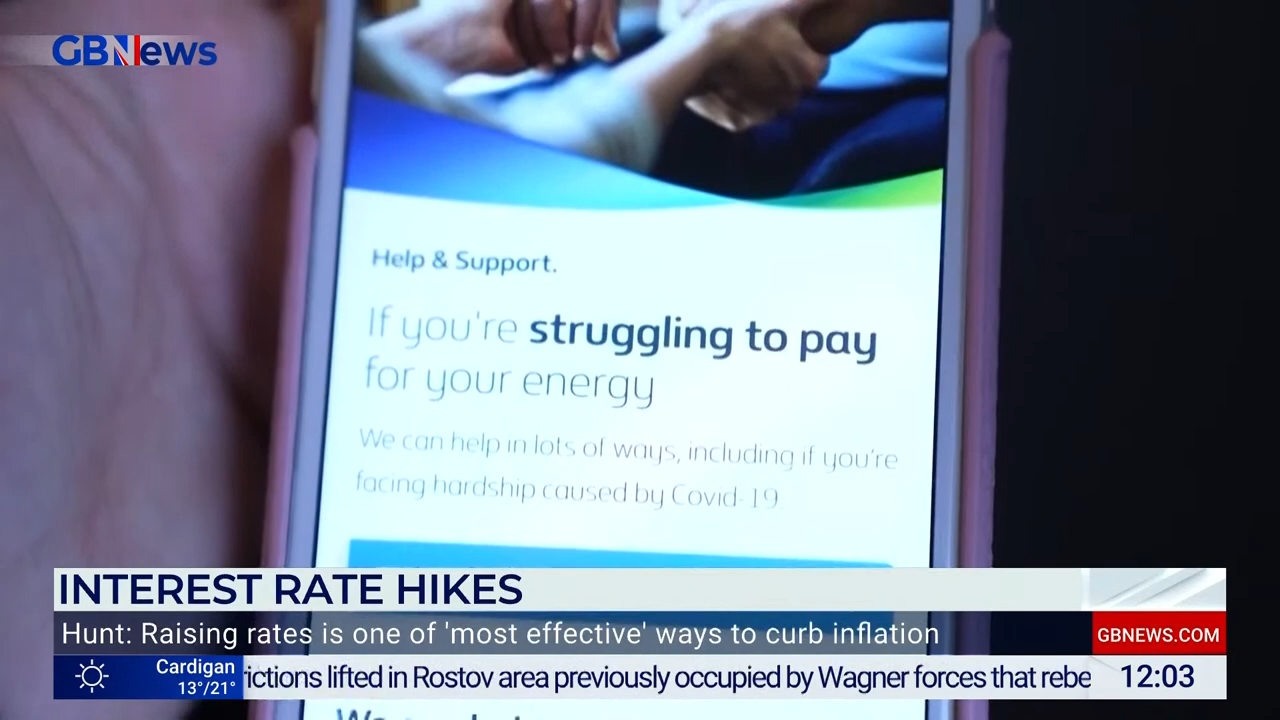 GBNews
Help & Support.
If you're struggling to pay
for your energy
We can help in lots of ways, including if you're
facing hardship caused by Covid-19
INTEREST RATE HIKES
Hunt: Raising rates is one of 'most effective' ways to curb inflation
GBNEWS.COM
Cardigan
13°/21°
rictions lifted in Rostov area previously occupied by Wagner forces that rebe
12:03